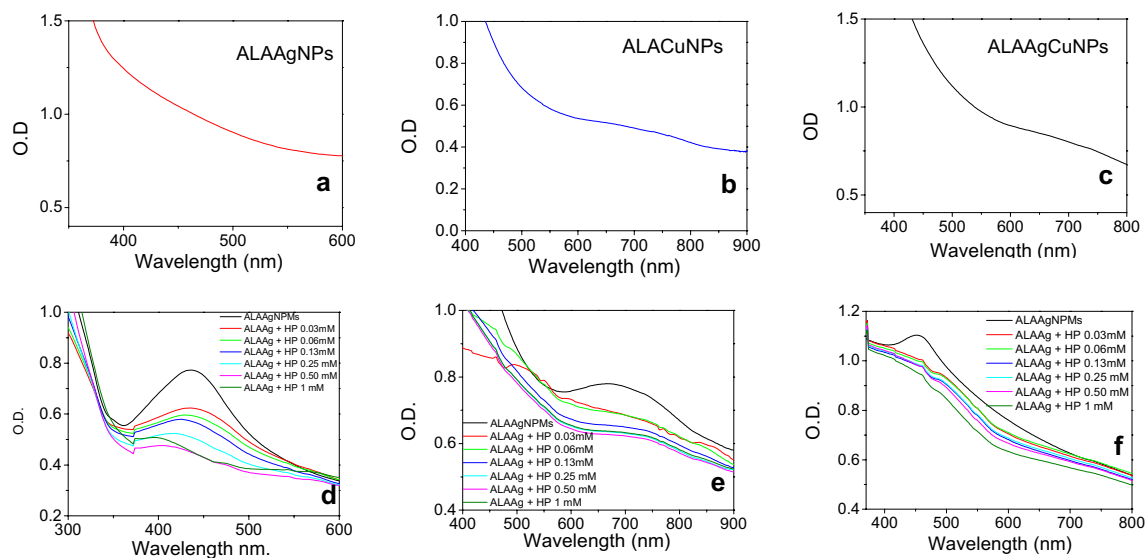 1.5
1.0
0.5
O.D
ALAAgNPs
a
400
500
600
Wavelength (nm)
1.0
0.8
0.6
0.4
0.2
0.0
O.D
ALACuNPs
b
400
500
600
700
800
900
Wavelength (nm)
1.5
1.0
0.5
OD
ALAAgCuNPs
c
400
500
600
700
800
Wavelength (nm)
1.0
0.8
0.6
0.4
0.2
O.D.
ALAAgNPMs
ALAAg + HP 0.03mM
ALAAg + HP 0.06mM
ALAAg + HP 0.13mM
ALAAg + HP 0.25 mM
ALAAg + HP 0.50 mM
ALAAg + HP 1 mM
d
300
350
400
450
500
550
600
Wavelength nm.
1.0
0.8
0.6
0.4
O.D.
ALAAgNPMs
ALAAg + HP 0.03mM
ALAAg + HP 0.06mM
ALAAg + HP 0.13mM
ALAAg + HP 0.25 mM
ALAAg + HP 0.50 mM
ALAAg + HP 1 mM
e
400
500
600
700
800
900
Wavelength (nm)
1.2
1.0
0.8
0.6
0.4
O.D.
ALAAgNPMs
ALAAg + HP 0.03mM
ALAAg + HP 0.06mM
ALAAg + HP 0.13mM
ALAAg + HP 0.25 mM
ALAAg + HP 0.50 mM
ALAAg + HP 1 mM
f
400
500
600
700
800
Wavelength (nm)